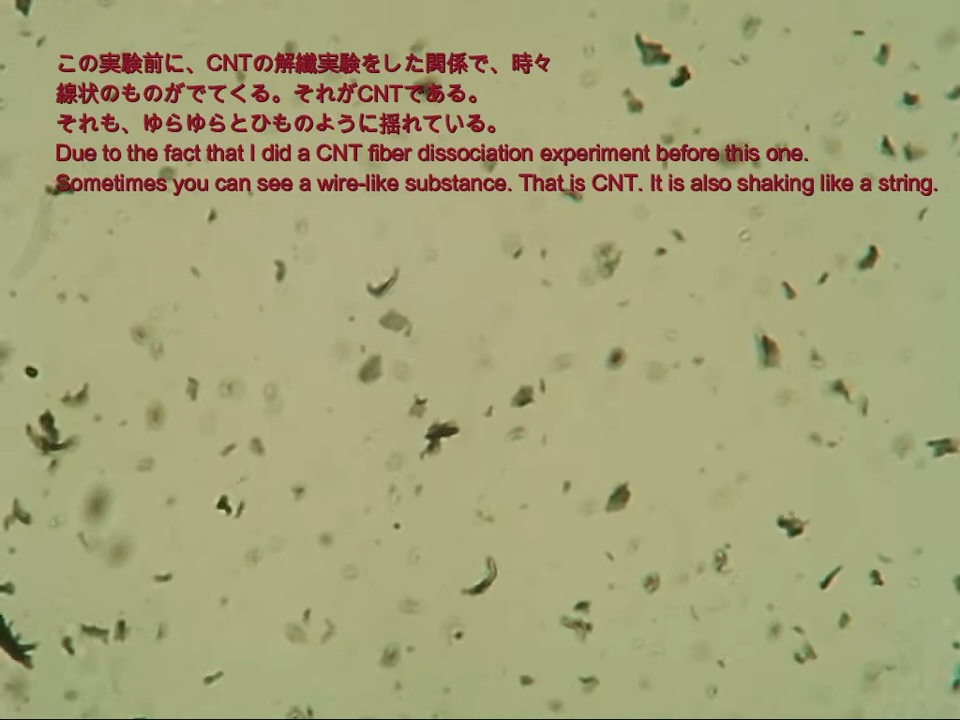 この実験前に、CNTの解繊実験をした関係で、時々
線状のものがでてくる。それがCNTである。
それも、ゆらゆらとひものように揺れている。
Due to the fact that I did a CNT fiber dissociation experiment before this one.
Sometimes you can see a wire-like substance. That is CNT. It is also shaking like a string.